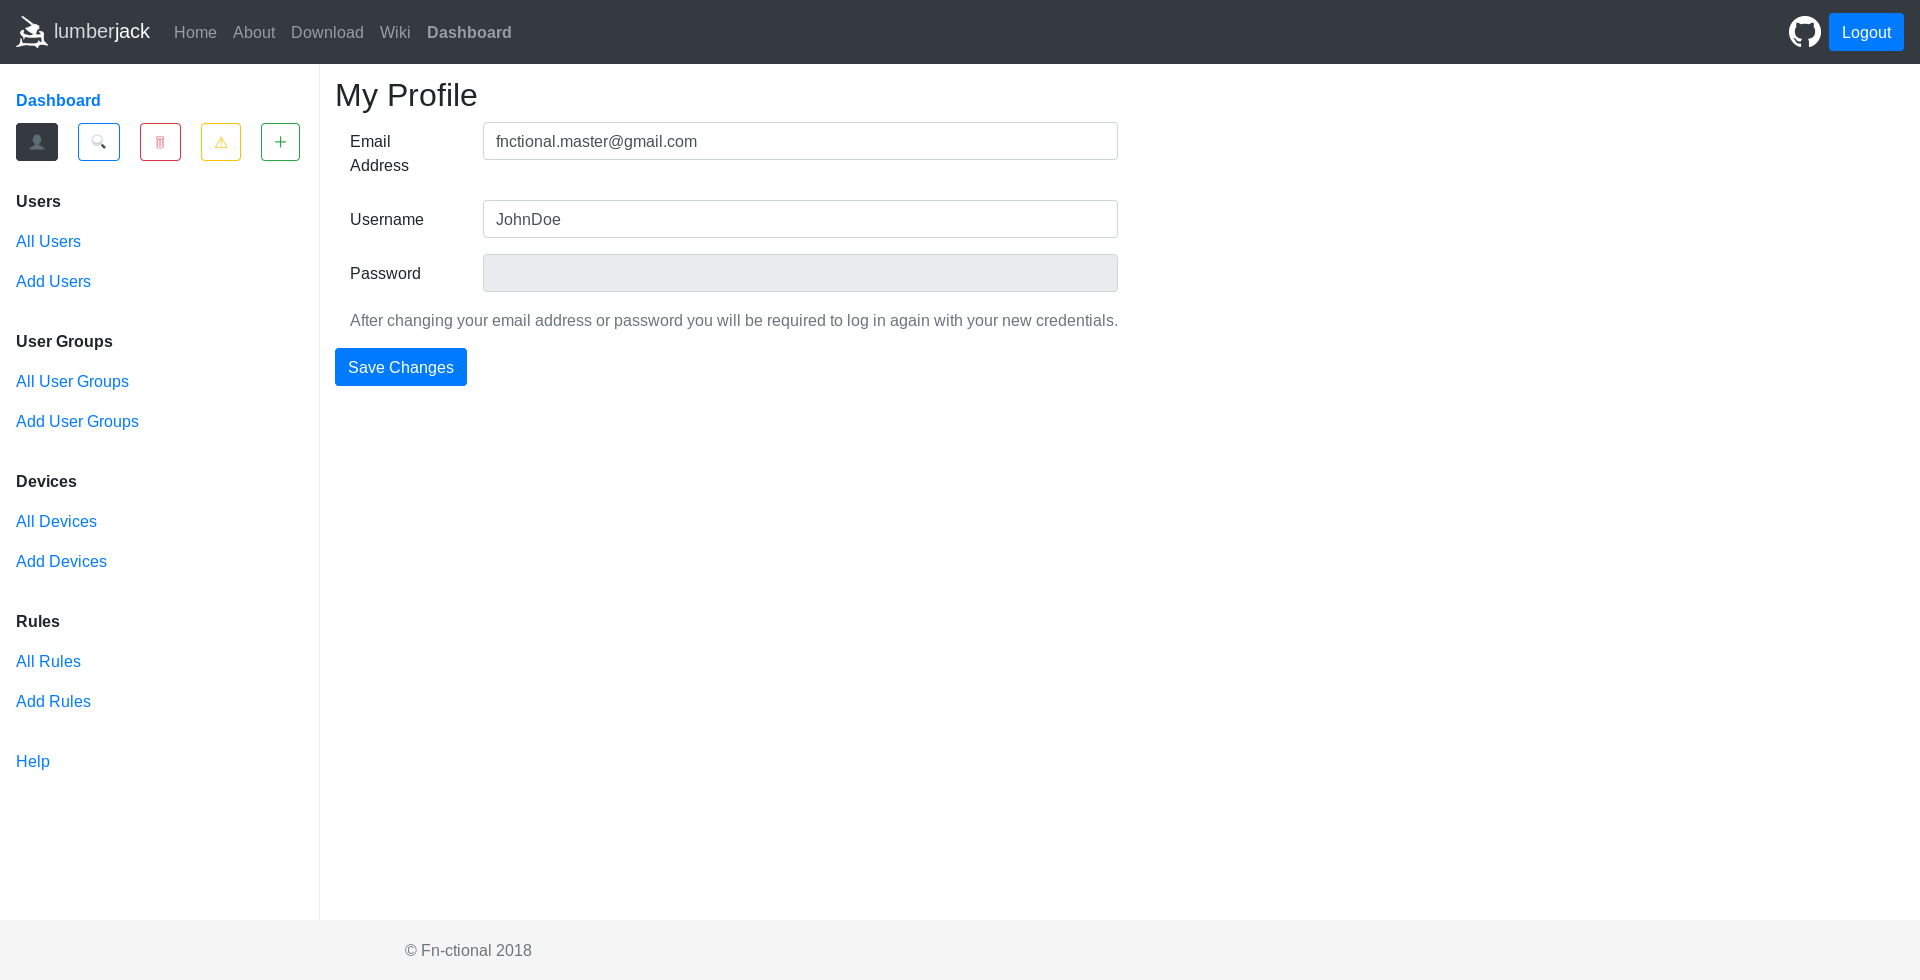 lumberjack Home About Download Wiki Dashboard Logout
Dashboard
Users
All Users
Add Users
User Groups
All User Groups
Add User Groups
Devices
All Devices
Add Devices
Rules
All Rules
Add Rules
Help
My Profile
Email
Address
fnctional.master@gmail.com
Username
JohnDoe
Password
After changing your email address or password you will be required to log in again with your new credentials.
Save Changes
© Fn-ctional 2018